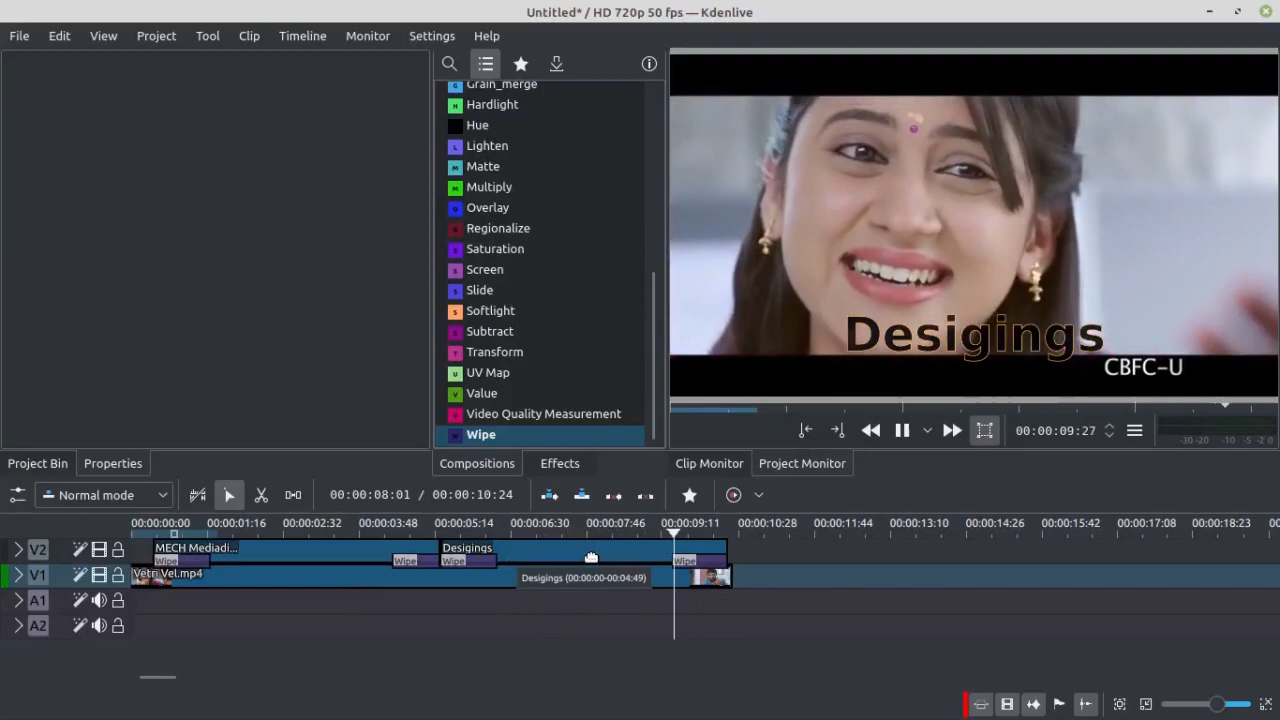 Untitled* / HD 720p 50 fps — Kdenlive
File Edit View Project Tool Clip Timeline Monitor Settings Help
Grain_merge
Hardlight
Hue
Lighten
Matte
Multiply
Overlay
Regionalize
Saturation
Screen
Slide
Softlight
Subtract
Transform
UV Map
Value
Video Quality Measurement
Wipe
Desigings
CBFC-U
00:00:09:27
-30 -20 -10 -5 -2 0
Project Bin Properties Compositions Effects Clip Monitor Project Monitor
Normal mode 00:00:08:01 / 00:00:10:24
00:00:00:00 00:00:01:16 00:00:02:32 00:00:03:48 00:00:05:14 00:00:06:30 00:00:07:46 00:00:09:11 00:00:10:28 00:00:11:44 00:00:13:10 00:00:14:26 00:00:15:42 00:00:17:08 00:00:18:23
V2 MECH Mediadi... Desigings
Wipe Wipe Wipe Wipe
V1 Vetri Vel.mp4 Desigings (00:00:00-00:04:49)
A1
A2